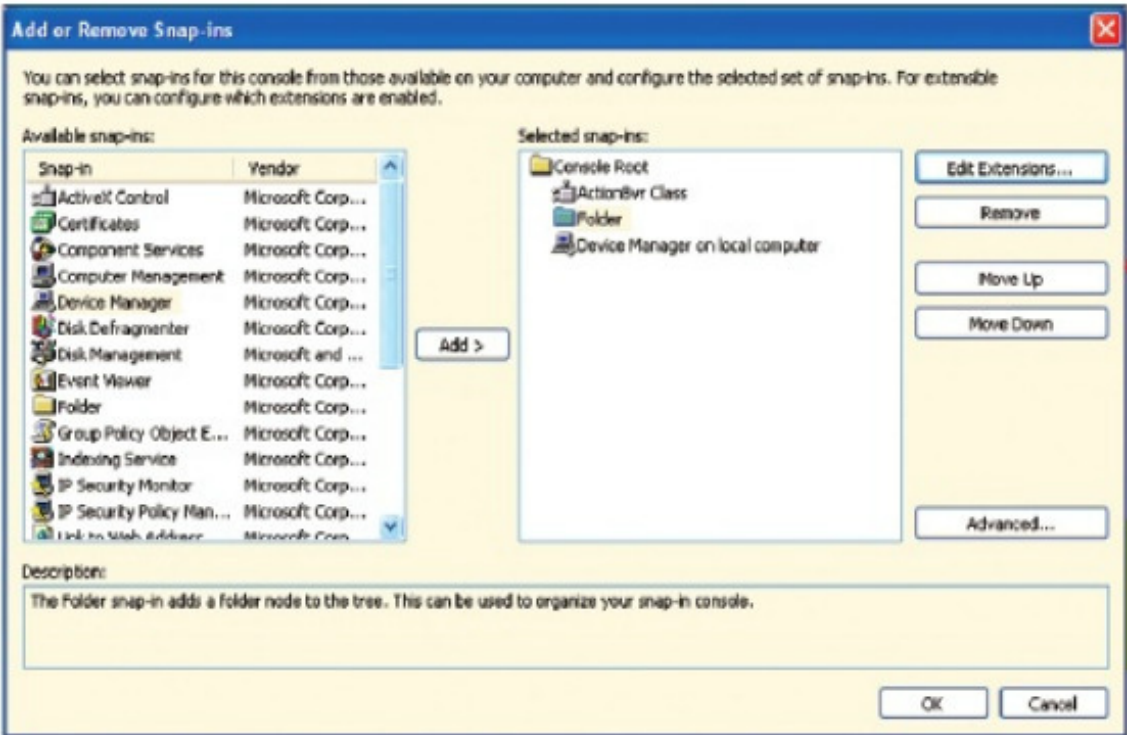 Add or Remove Snap-ins
You can select snap-ins for this console from those available on your computer and configure the selected set of snap-ins. For extensible
snap-ins, you can configure which extensions are enabled.
Available snap-ins:
Snap-in Vendor
ActiveX Control Microsoft Corp...
Certificates Microsoft Corp...
Component Services Microsoft Corp...
Computer Management Microsoft Corp...
Device Manager Microsoft Corp...
Disk Defragmenter Microsoft Corp...
Disk Management Microsoft and ...
Event Viewer Microsoft Corp...
Folder Microsoft Corp...
Group Policy Object E... Microsoft Corp...
Indexing Service Microsoft Corp...
IP Security Monitor Microsoft Corp...
IP Security Policy Man... Microsoft Corp...
Link to Web Address Microsoft Corp
Add >
Selected snap-ins:
Console Root
ActionBvr Class
Folder
Device Manager on local computer
Edit Extensions...
Remove
Move Up
Move Down
Advanced...
Description:
The Folder snap-in adds a folder node to the tree. This can be used to organize your snap-in console.
OK Cancel